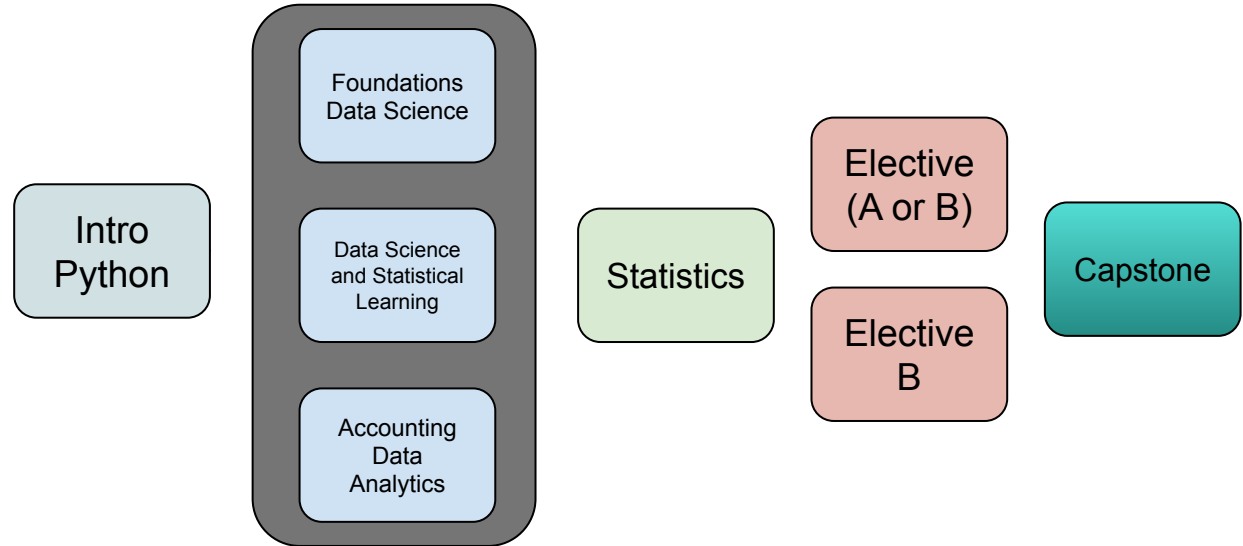 Intro
Python
Foundations
Data Science
Data Science
and Statistical
Learning
Accounting
Data
Analytics
Statistics
Elective
(A or B)
Elective
B
Capstone